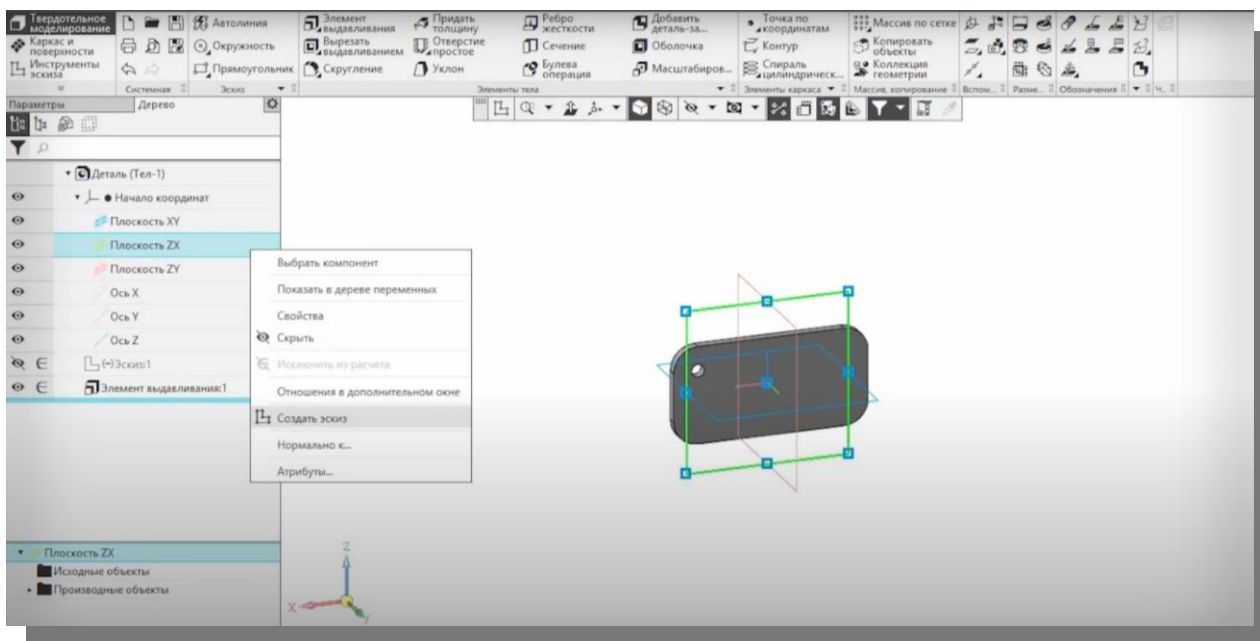 Твердотельное моделирование
Каркас и поверхности
Инструменты эскиза
Системная
Автолиния
Окружность
Прямоугольник
Эскиз
Элемент выдавливания
Вырезать выдавливанием
Скругление
Придать толщину
Отверстие простое
Уклон
Ребро жесткости
Сечение
Булева операция
Добавить деталь-за...
Оболочка
Масштабиров...
Элементы тела
Точка по координатам
Контур
Спираль цилиндрическ...
Элементы каркаса
Массив по сетке
Копировать объекты
Коллекция геометрии
Массив, копирование
Вспом...
Разме...
Обозначения
Ч...
Параметры
Дерево
Деталь (Тел-1)
Начало координат
Плоскость XY
Плоскость ZX
Плоскость ZY
Ось X
Ось Y
Ось Z
(-)Эскиз:1
Элемент выдавливания:1
Выбрать компонент
Показать в дереве переменных
Свойства
Скрыть
Исключить из расчета
Отношения в дополнительном окне
Создать эскиз
Нормально к...
Атрибуты...
Плоскость ZX
Исходные объекты
Производные объекты
Z
X
Y